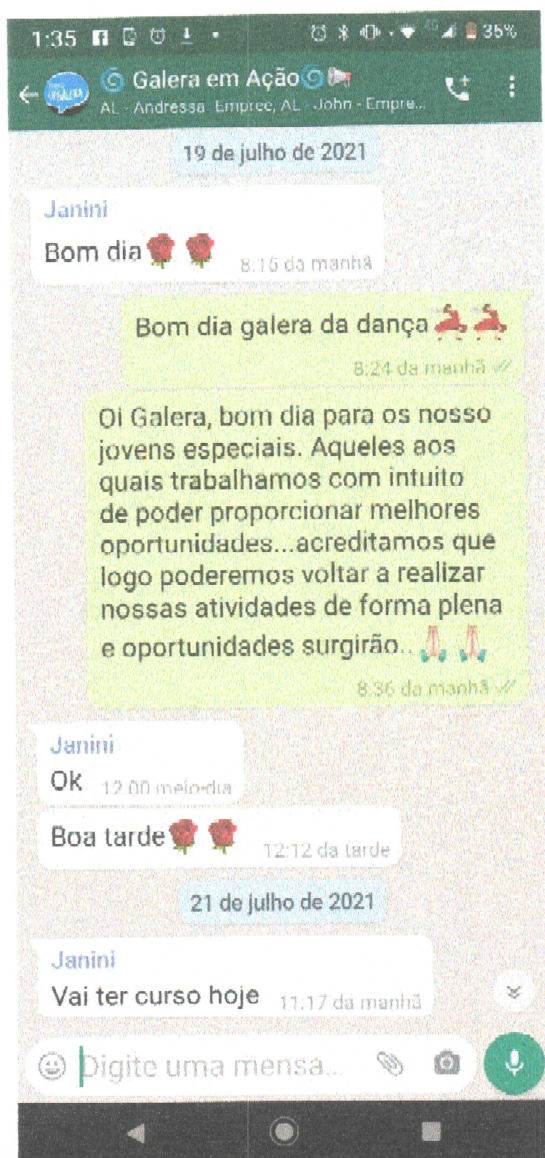 1:35 35%
Galera em Ação
AL - Andressa Empree, AL - John - Empre...
19 de julho de 2021
Janini
Bom dia
8:15 da manhã
Bom dia galera da dança
8:24 da manhã
Oi Galera, bom dia para os nosso
jovens especiais. Aqueles aos
quais trabalhamos com intuito
de poder proporcionar melhores
oportunidades...acreditamos que
logo poderemos voltar a realizar
nossas atividades de forma plena
e oportunidades surgirão..
8:36 da manhã
Janini
Ok 12:00 meio-dia
Boa tarde
12:12 da tarde
21 de julho de 2021
Janini
Vai ter curso hoje 11:17 da manhã
Digite uma mensa...